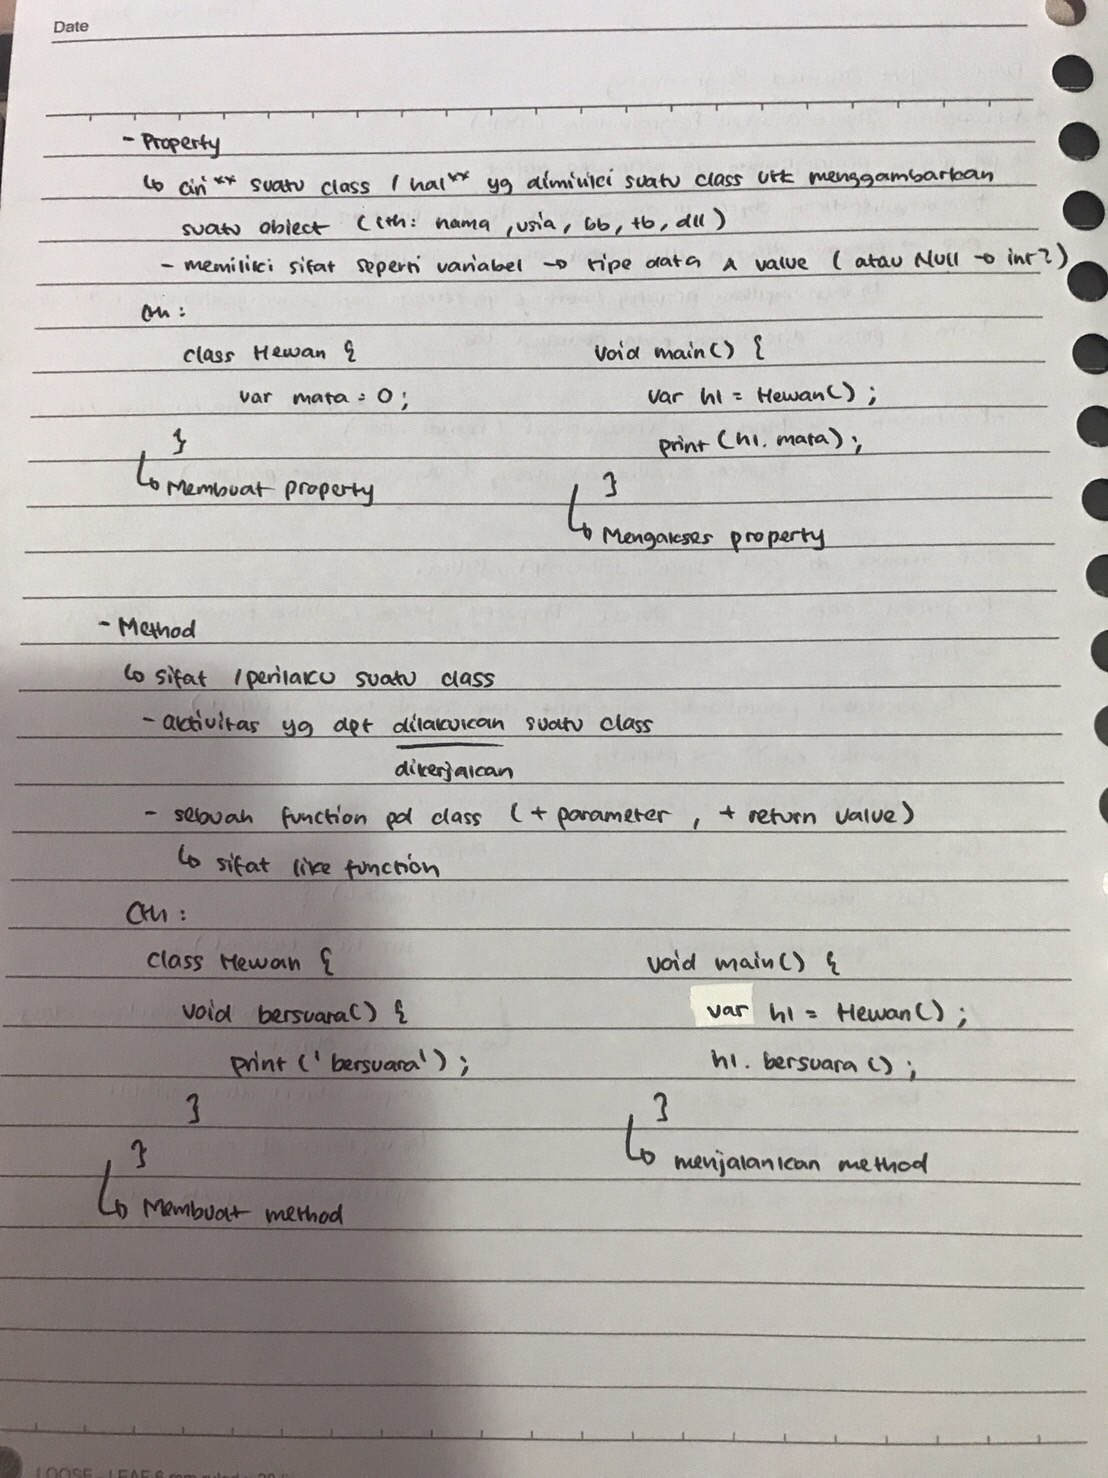 Date
- Property
↳ ciri** suatu class / hal** yg dimiliki suatu class utk menggambarkan
suatu object (cth: nama, usia, bb, tb, dll)
- memiliki sifat seperti variabel → tipe data ∧ value (atau Null → int?)
Cth:
class Hewan {
var mata = 0;
}
↳ Membuat property
void main() {
var h1 = Hewan();
print(h1.mata);
}
↳ Mengakses property
- Method
↳ sifat / perilaku suatu class
- aktivitas yg dpt dilakukan suatu class
dikerjakan
- sebuah function pd class (+ parameter, + return value)
↳ sifat like function
Cth:
class Hewan {
void bersuara() {
print('bersuara');
}
}
↳ Membuat method
void main() {
var h1 = Hewan();
h1.bersuara();
}
↳ menjalankan method